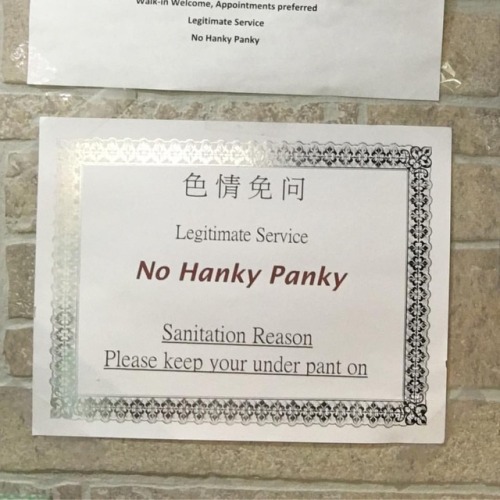 Walk-in Welcome, Appointments preferred
Legitimate Service
No Hanky Panky
色情免问
Legitimate Service
No Hanky Panky
Sanitation Reason
Please keep your under pant on